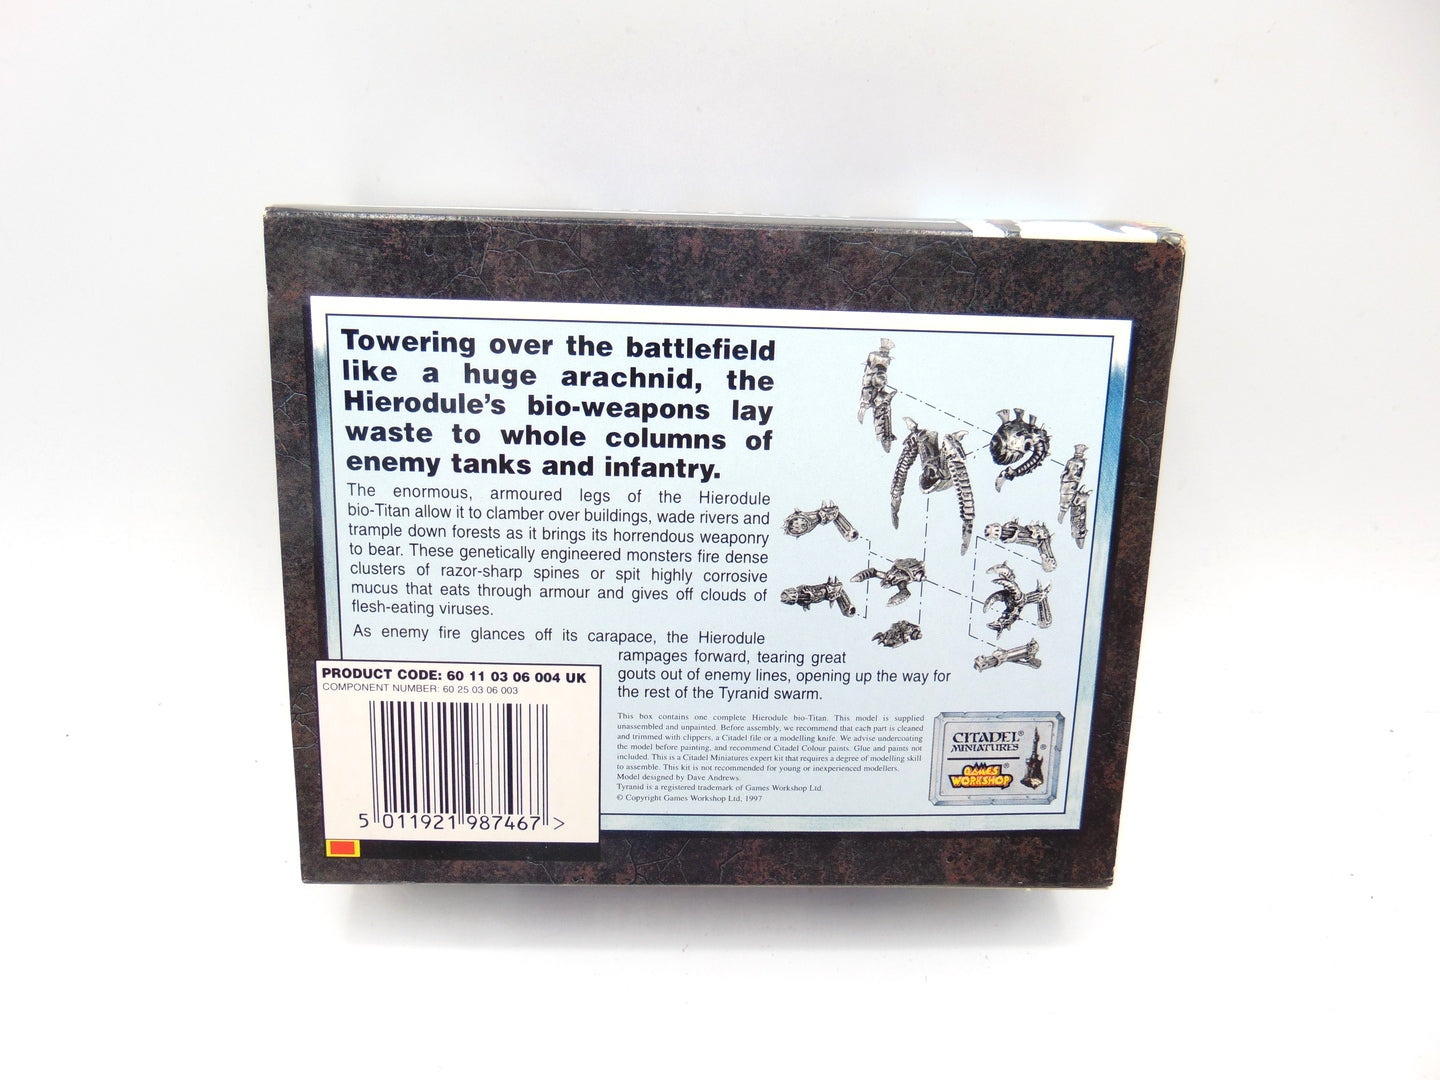 Towering over the battlefield
like a huge arachnid, the
Hierodule's bio-weapons lay
waste to whole columns of
enemy tanks and infantry.
The enormous, armoured legs of the Hierodule
bio-Titan allow it to clamber over buildings, wade rivers and
trample down forests as it brings its horrendous weaponry
to bear. These genetically engineered monsters fire dense
clusters of razor-sharp spines or spit highly corrosive
mucus that eats through armour and gives off clouds of
flesh-eating viruses.
As enemy fire glances off its carapace, the Hierodule
rampages forward, tearing great
gouts out of enemy lines, opening up the way for
the rest of the Tyranid swarm.
PRODUCT CODE: 60 11 03 06 004 UK
COMPONENT NUMBER: 60 25 03 06 003
5 011921 987467 >
This box contains one complete Hierodule bio-Titan. This model is supplied
unassembled and unpainted. Before assembly, we recommend that each part is cleaned
and trimmed with clippers, a Citadel file or a modelling knife. We advise undercoating
the model before painting, and recommend Citadel Colour paints. Glue and paints not
included. This is a Citadel Miniatures expert kit that requires a degree of modelling skill
to assemble. This kit is not recommended for young or inexperienced modellers.
Model designed by Dave Andrews.
Tyranid is a registered trademark of Games Workshop Ltd.
© Copyright Games Workshop Ltd, 1997
CITADEL®
MINIATURES ®
GAMES ®
WORKSHOP